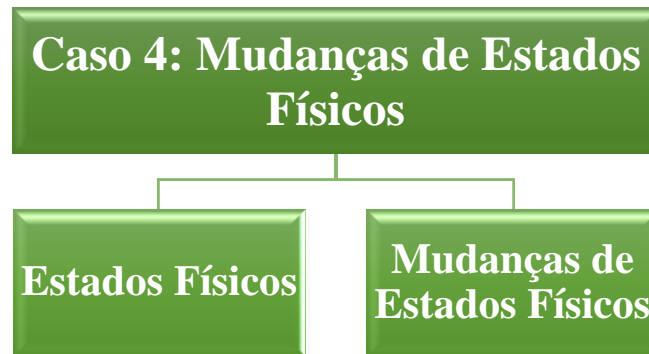 Caso 4: Mudanças de Estados
Físicos
Estados Físicos
Mudanças de
Estados Físicos